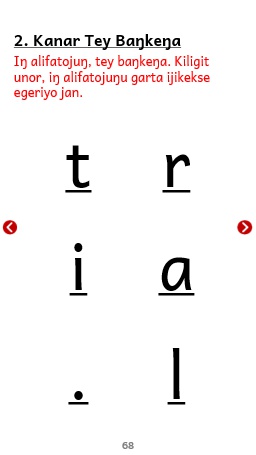 2. Kanar Tey Baŋkeŋa
Iŋ alifatojuŋ, tey baŋkeŋa. Kiligit
unor, iŋ alifatojuŋu garta ijikekse
egeriyo jan.
t r
i a
. l
68